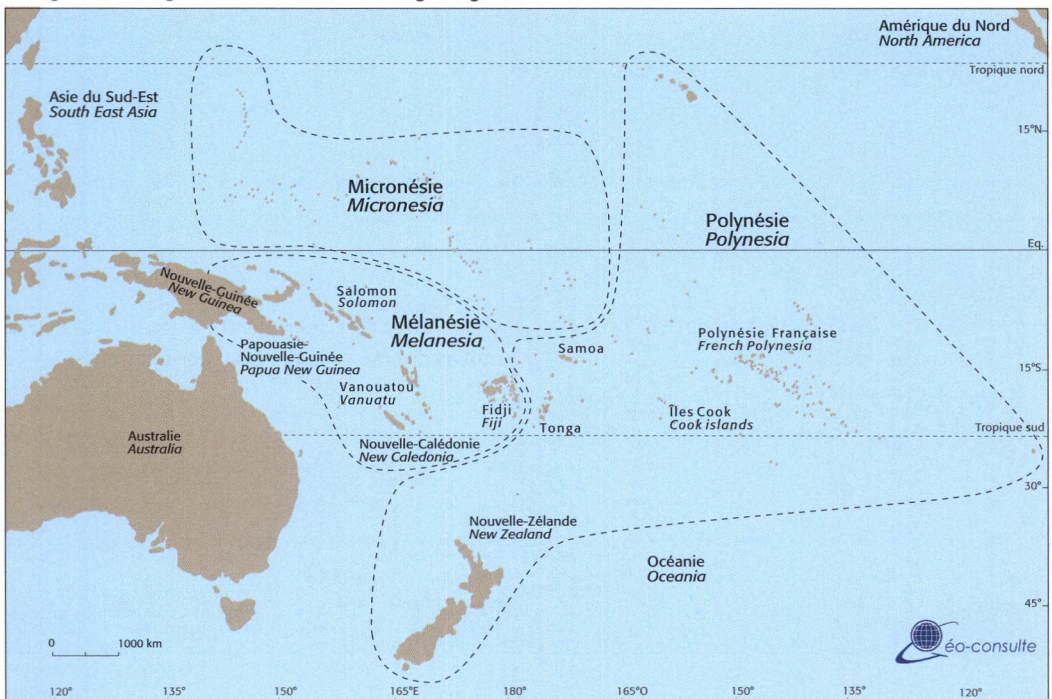 Amérique du Nord
North America
Tropique nord
Asie du Sud-Est
South East Asia
15°N
Micronésie
Micronesia
Polynésie
Polynesia
Eq.
Nouvelle-Guinée
New Guinea
Salomon
Solomon
Mélanésie
Melanesia
Polynésie Française
French Polynesia
Samoa
Papouasie-
Nouvelle-Guinée
Papua New Guinea
15°S
Vanouatou
Vanuatu
Fidji
Fiji
Tonga
Îles Cook
Cook islands
Tropique sud
Australie
Australia
Nouvelle-Calédonie
New Caledonia
30°
Nouvelle-Zélande
New Zealand
Océanie
Oceania
45°
0 1000 km
éo-consulte
120° 135° 150° 165°E 180° 165°O 150° 135° 120°